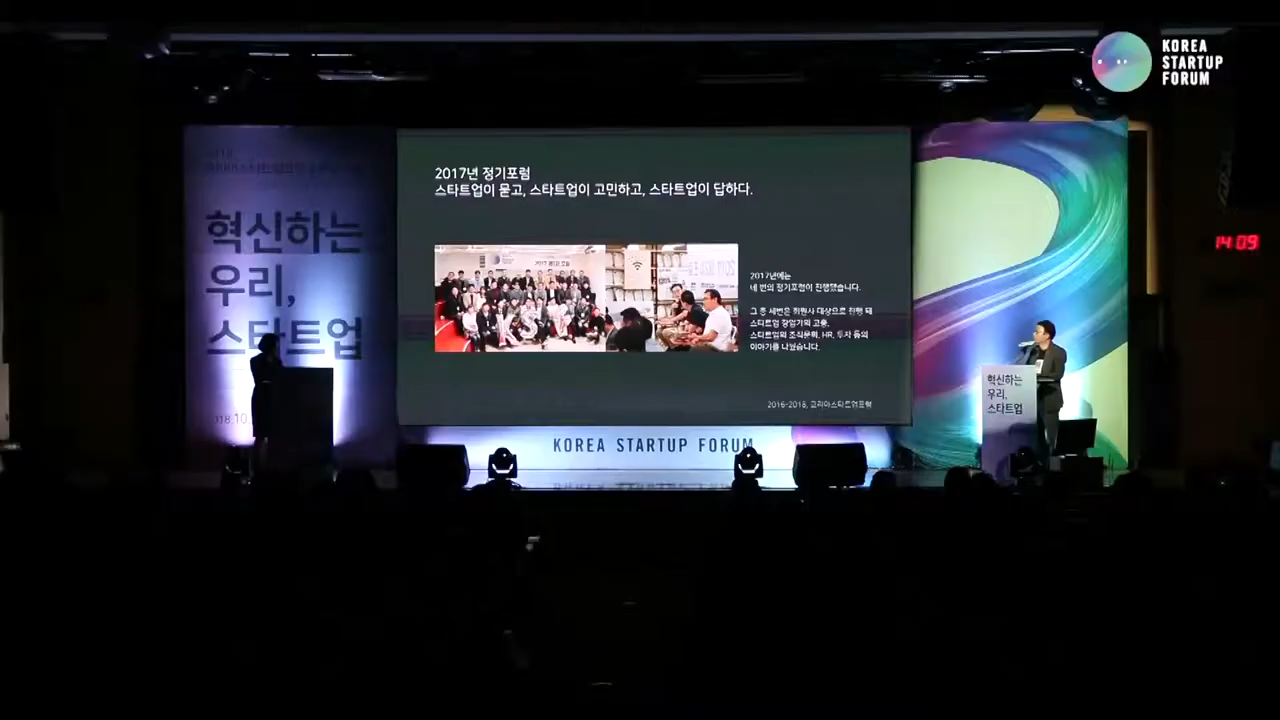 KOREA
STARTUP
FORUM
혁신하는
우리,
스타트업
2017년 정기포럼
스타트업이 묻고, 스타트업이 고민하고, 스타트업이 답하다.
2017년에는
네 번의 정기포럼이 진행됐습니다.
그 중 세번은 회원사 대상으로 진행 돼
스타트업 창업가의 고충,
스타트업의 조직문화, HR, 투자 등의
이야기를 나눴습니다.
2016-2018, 코리아스타트업포럼
14:09
혁신하는
우리,
스타트업
KOREA STARTUP FORUM